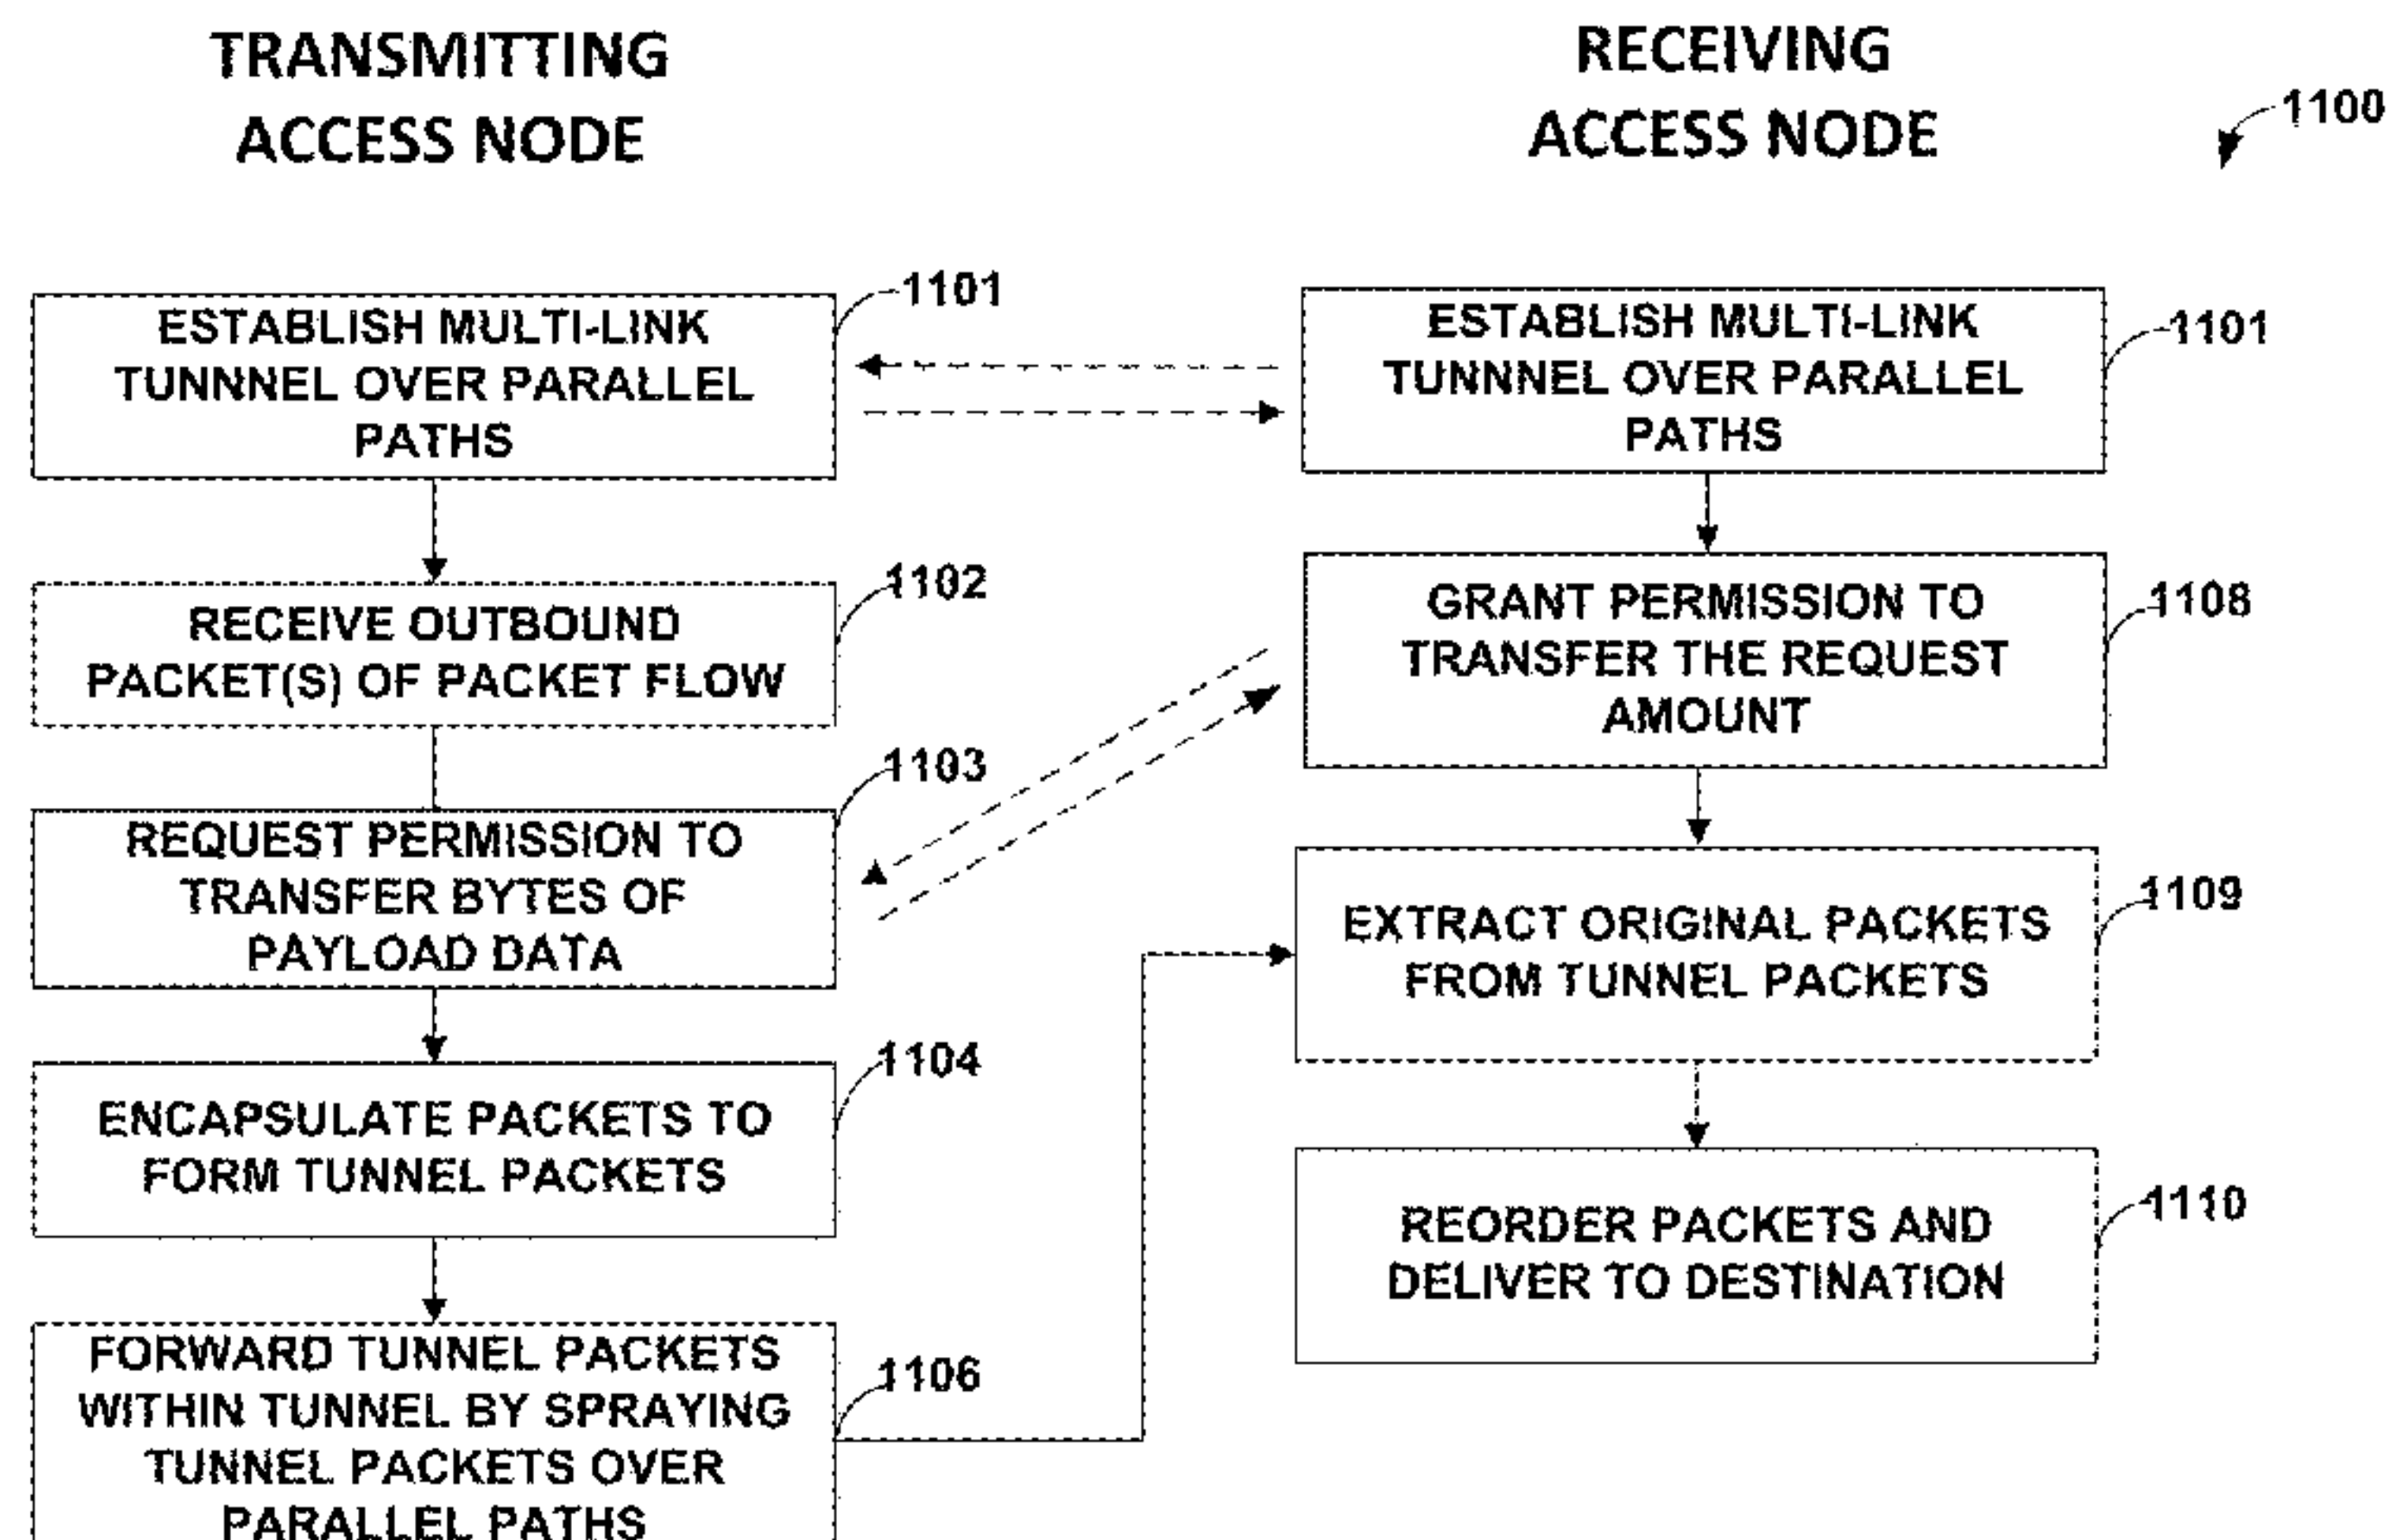 TRANSMITTING
ACCESS NODE
RECEIVING
ACCESS NODE
1100
1101
ESTABLISH MULTI-LINK
TUNNNEL OVER PARALLEL
PATHS
1101
ESTABLISH MULTI-LINK
TUNNNEL OVER PARALLEL
PATHS
1102
RECEIVE OUTBOUND
PACKET(S) OF PACKET FLOW
1108
GRANT PERMISSION TO
TRANSFER THE REQUEST
AMOUNT
1103
REQUEST PERMISSION TO
TRANSFER BYTES OF
PAYLOAD DATA
1109
EXTRACT ORIGINAL PACKETS
FROM TUNNEL PACKETS
1104
ENCAPSULATE PACKETS TO
FORM TUNNEL PACKETS
1110
REORDER PACKETS AND
DELIVER TO DESTINATION
1106
FORWARD TUNNEL PACKETS
WITHIN TUNNEL BY SPRAYING
TUNNEL PACKETS OVER
PARALLEL PATHS